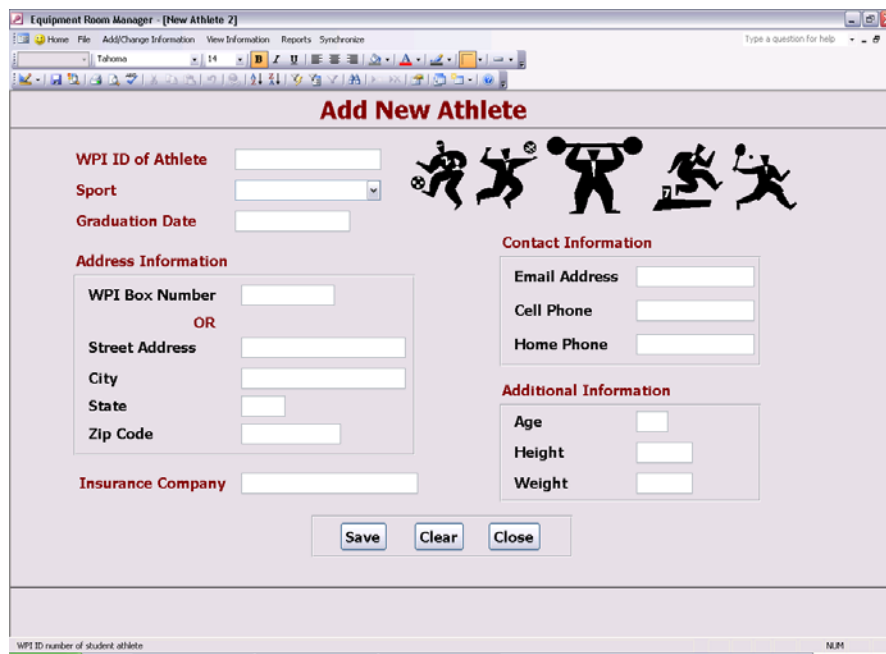 Equipment Room Manager - [New Athlete 2]
Home File Add/Change Information View Information Reports Synchronize Type a question for help
Tahoma 14 B I U
Add New Athlete
WPI ID of Athlete
Sport
Graduation Date
7
Address Information
WPI Box Number
OR
Street Address
City
State
Zip Code
Insurance Company
Contact Information
Email Address
Cell Phone
Home Phone
Additional Information
Age
Height
Weight
Save Clear Close
WPI ID number of student athlete NUM